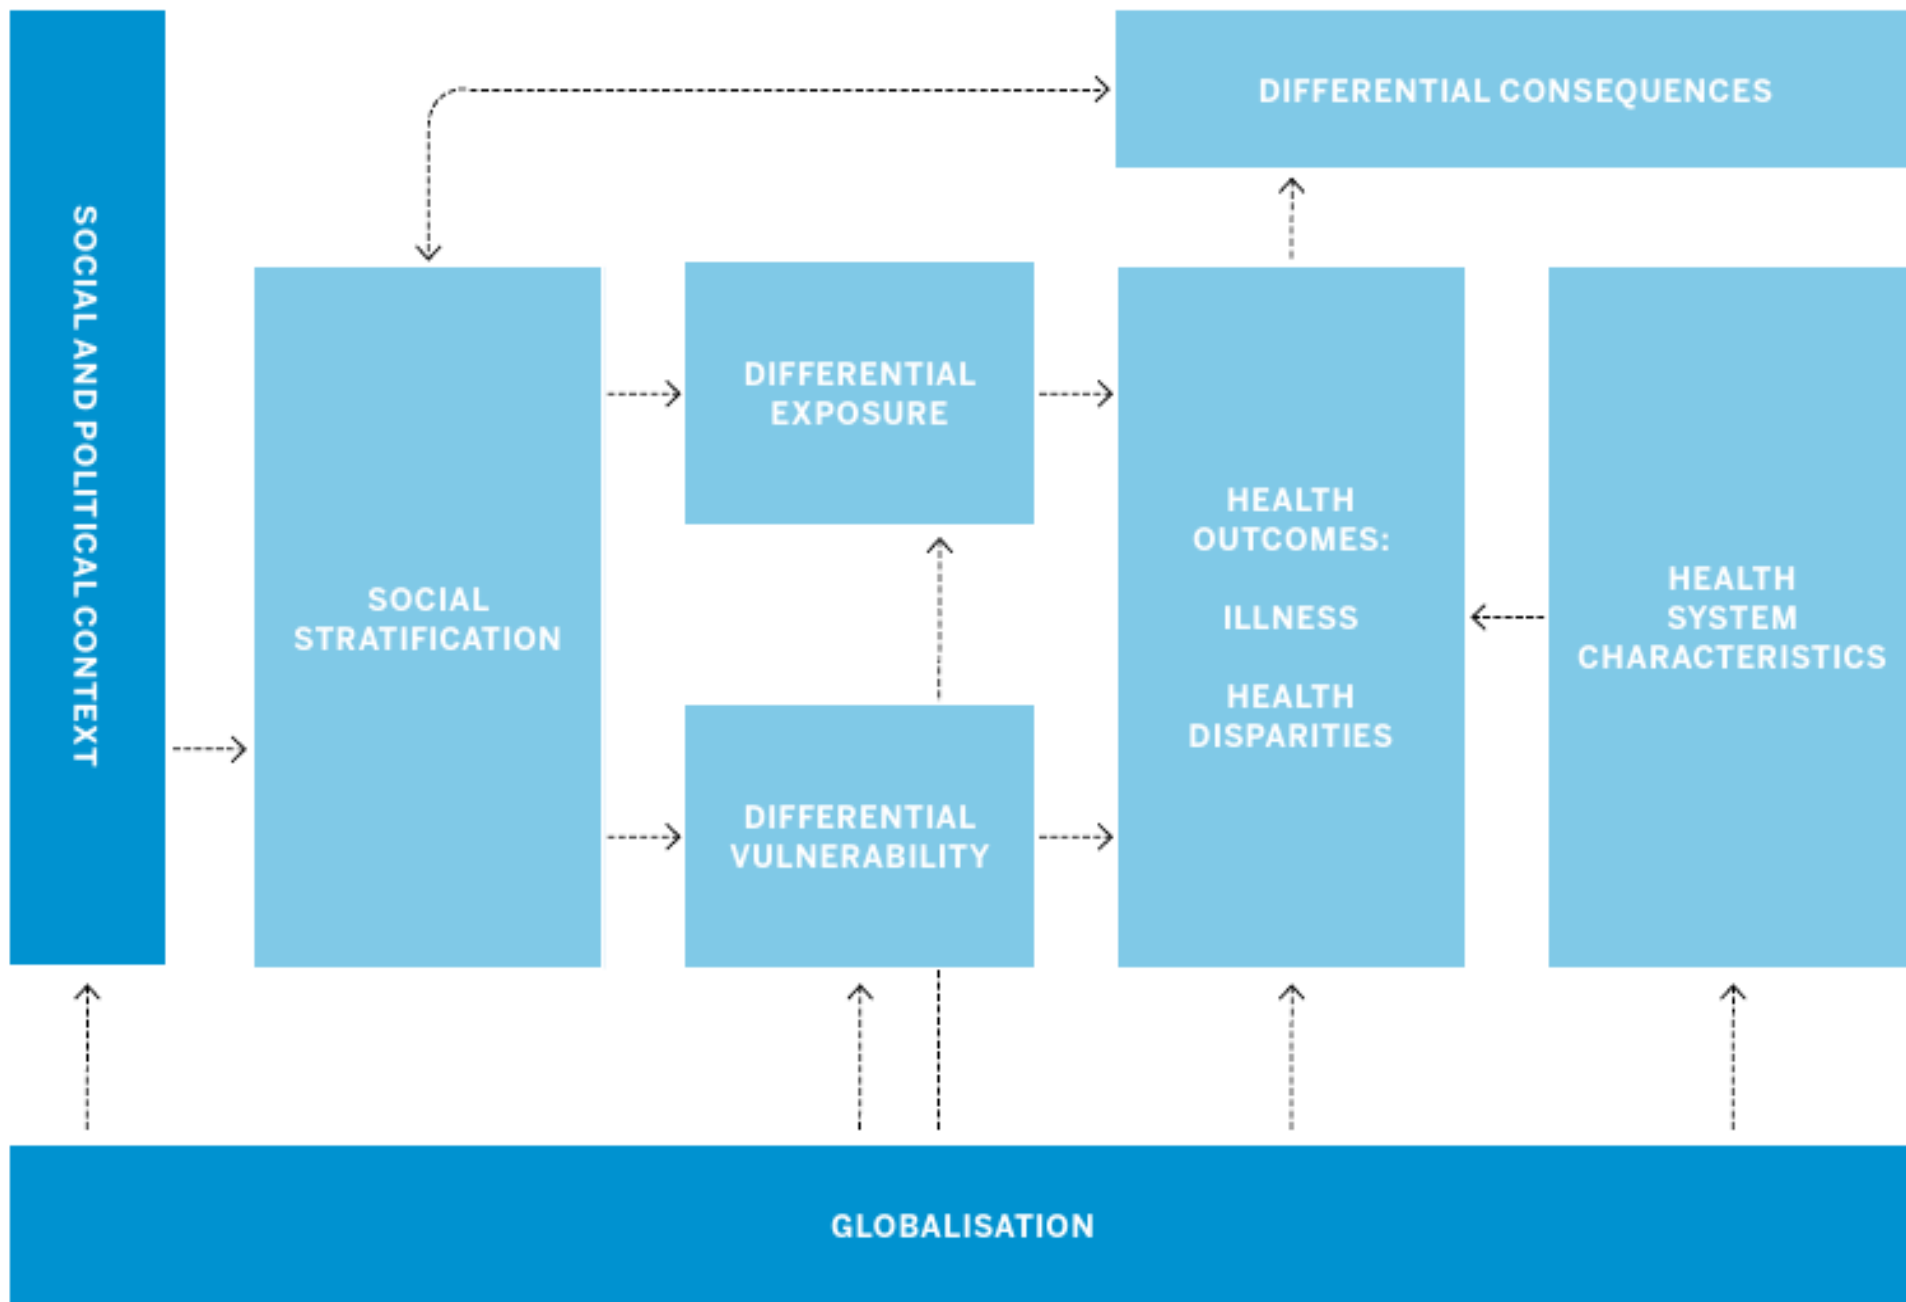 SOCIAL AND POLITICAL CONTEXT
DIFFERENTIAL CONSEQUENCES
SOCIAL
STRATIFICATION
DIFFERENTIAL
EXPOSURE
DIFFERENTIAL
VULNERABILITY
HEALTH
OUTCOMES:
ILLNESS
HEALTH
DISPARITIES
HEALTH
SYSTEM
CHARACTERISTICS
GLOBALISATION